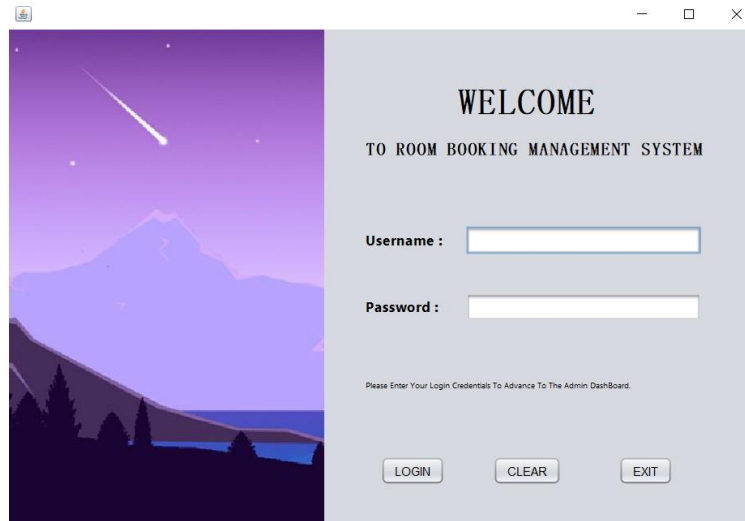 WELCOME
TO ROOM BOOKING MANAGEMENT SYSTEM
Username :
Password :
Please Enter Your Login Credentials To Advance To The Admin DashBoard.
LOGIN CLEAR EXIT